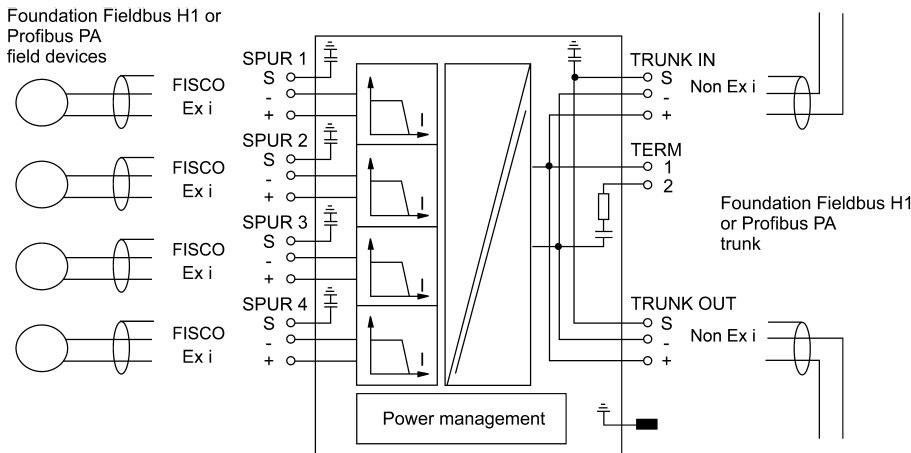 Foundation Fieldbus H1 or
Profibus PA
field devices
SPUR 1
S
-
+
FISCO
Ex i
I
SPUR 2
S
-
+
FISCO
Ex i
I
SPUR 3
S
-
+
FISCO
Ex i
I
SPUR 4
S
-
+
FISCO
Ex i
I
Power management
TRUNK IN
S
-
+
Non Ex i
TERM
1
2
Foundation Fieldbus H1
or Profibus PA
trunk
TRUNK OUT
S
-
+
Non Ex i